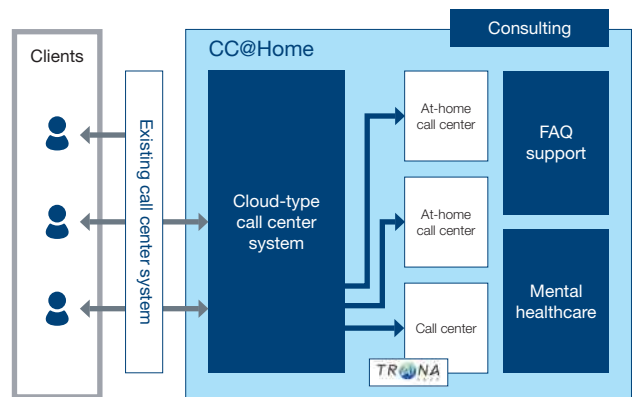 Consulting
Clients
CC@Home
Existing call center system
Cloud-type
call center
system
At-home
call center
At-home
call center
Call center
FAQ
support
Mental
healthcare